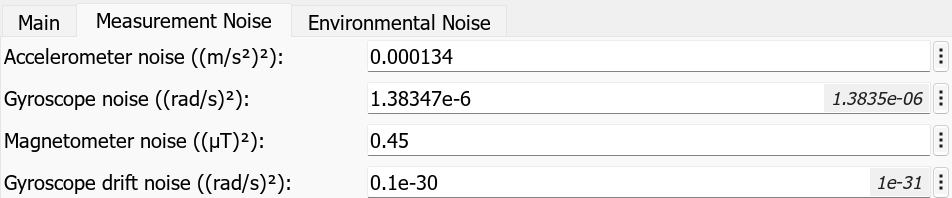 Main Measurement Noise Environmental Noise
Accelerometer noise ((m/s²)²): 0.000134
Gyroscope noise ((rad/s)²): 1.38347e-6 1.3835e-06
Magnetometer noise ((µT)²): 0.45
Gyroscope drift noise ((rad/s)²): 0.1e-30 1e-31